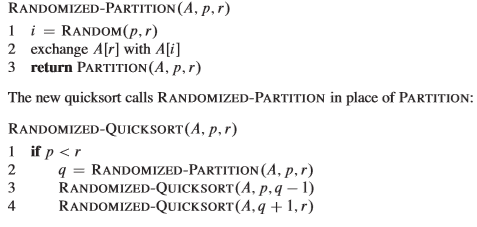 RANDOMIZED-PARTITION(A, p, r)
1 i = RANDOM(p, r)
2 exchange A[r] with A[i]
3 return PARTITION(A, p, r)
The new quicksort calls RANDOMIZED-PARTITION in place of PARTITION:
RANDOMIZED-QUICKSORT(A, p, r)
1 if p < r
2 q = RANDOMIZED-PARTITION(A, p, r)
3 RANDOMIZED-QUICKSORT(A, p, q − 1)
4 RANDOMIZED-QUICKSORT(A, q + 1, r)